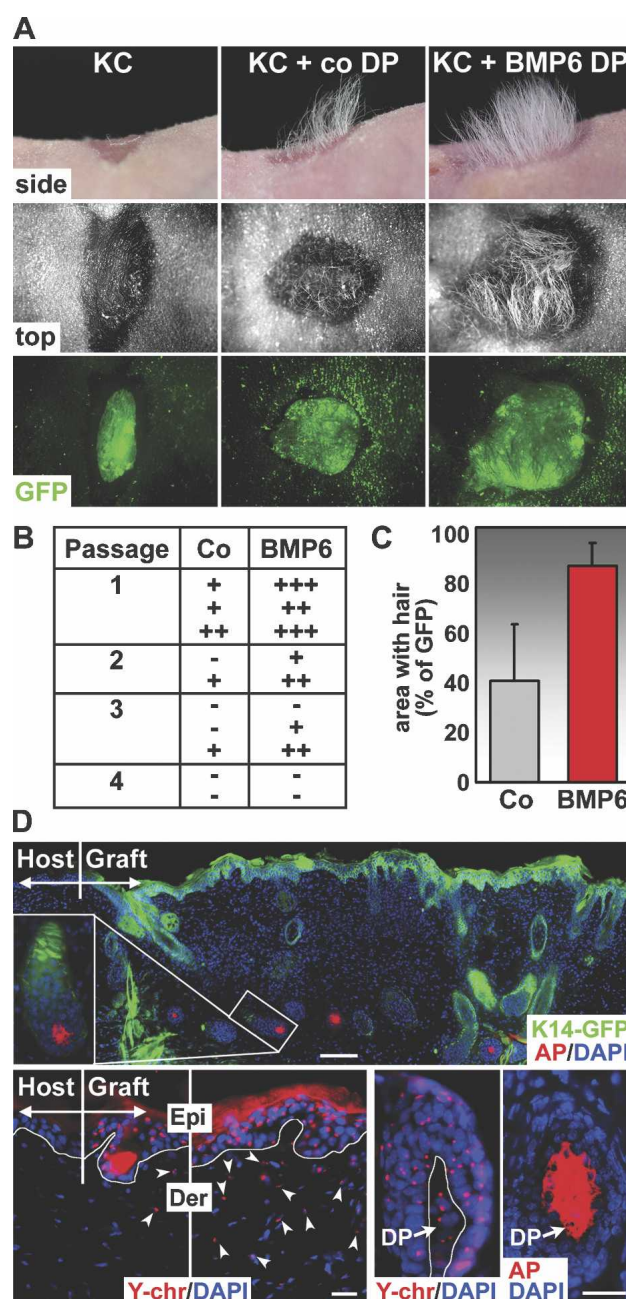 A
KC
KC + co DP
KC + BMP6 DP
side
top
GFP
B
Passage Co BMP6
1 + +++
+ ++
++ +++
2 - +
+ ++
3 - -
- +
+ ++
4 - -
- -
C
area with hair
(% of GFP)
100
80
60
40
20
0
Co BMP6
D
Host Graft
K14-GFP
AP/DAPI
Host Graft
Epi
Der
Y-chr/DAPI
DP
Y-chr/DAPI
DP
AP
DAPI